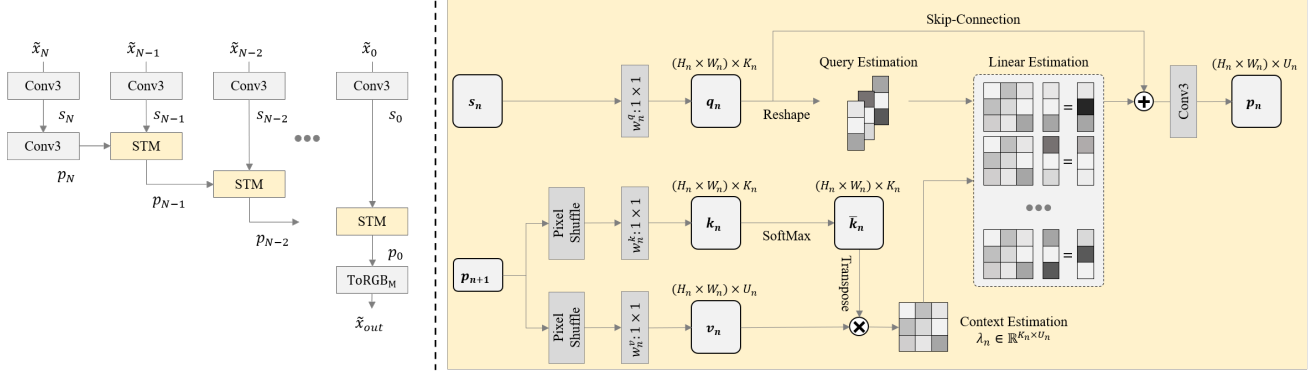 x̃_N x̃_{N−1} x̃_{N−2} x̃_0
Conv3 Conv3 Conv3 Conv3
s_N s_{N−1} s_{N−2} s_0
Conv3 STM
p_N
STM
p_{N−1}
STM
p_{N−2}
p_0
ToRGB_M
x̃_{out}
Skip-Connection
(H_n × W_n) × K_n
Query Estimation
Linear Estimation
(H_n × W_n) × U_n
s_n
w_n^q: 1 × 1
q_n
Reshape
=
=
=
+
Conv3
p_n
p_{n+1}
Pixel
Shuffle
w_n^k: 1 × 1
(H_n × W_n) × K_n
k_n
SoftMax
(H_n × W_n) × K_n
k̄_n
Transpose
Pixel
Shuffle
w_n^v: 1 × 1
(H_n × W_n) × U_n
v_n
×
Context Estimation
λ_n ∈ ℝ^{K_n×U_n}